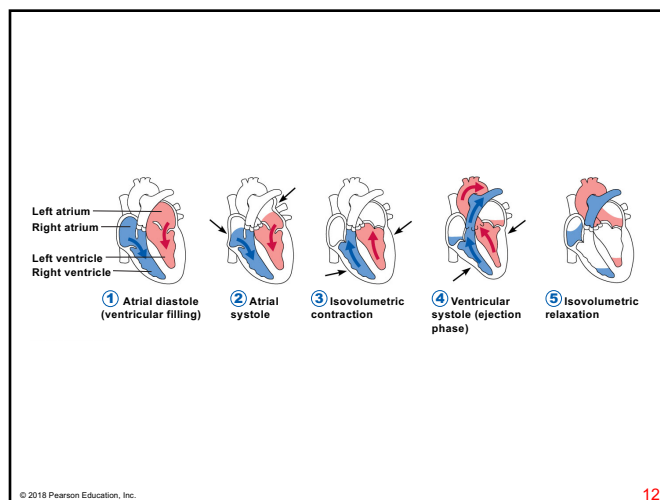 Left atrium
Right atrium
Left ventricle
Right ventricle
1 Atrial diastole
(ventricular filling)
2 Atrial
systole
3 Isovolumetric
contraction
4 Ventricular
systole (ejection
phase)
5 Isovolumetric
relaxation
© 2018 Pearson Education, Inc.
12